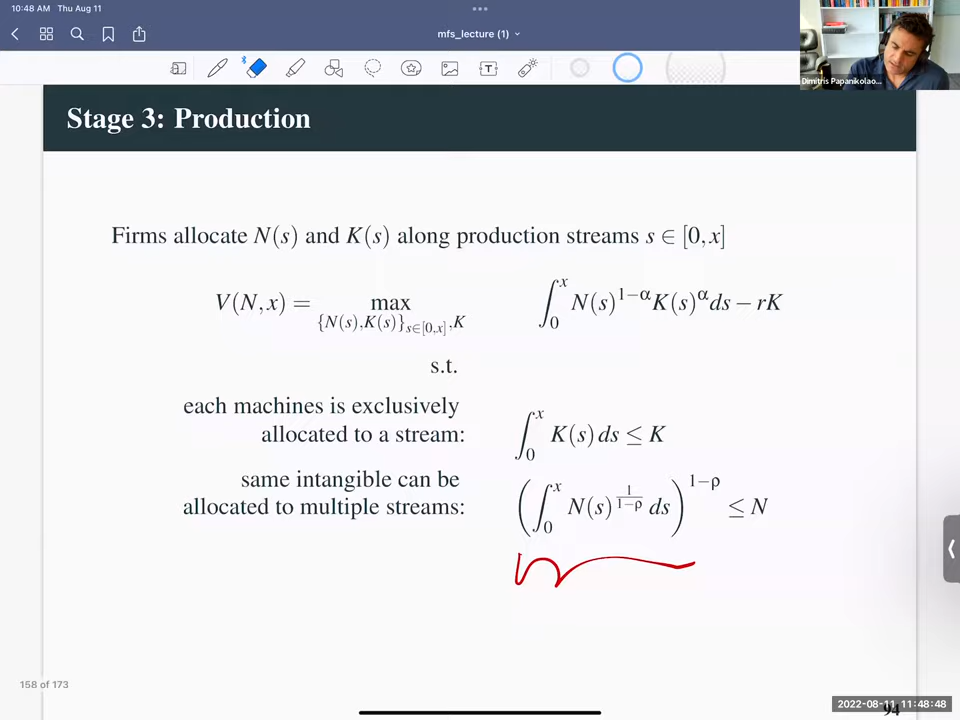 10:48 AM Thu Aug 11
mfs_lecture (1)
Dimitris Papanikolao...
Stage 3: Production
Firms allocate N(s) and K(s) along production streams s ∈ [0,x]
V(N,x) = max_{{N(s),K(s)}_{s∈[0,x]},K} ∫_0^x N(s)^{1−α}K(s)^α ds − rK
s.t.
each machines is exclusively
allocated to a stream: ∫_0^x K(s) ds ≤ K
same intangible can be
allocated to multiple streams: (∫_0^x N(s)^{1/(1−ρ)} ds)^{1−ρ} ≤ N
158 of 173
2022-08-11 11:48:48
94